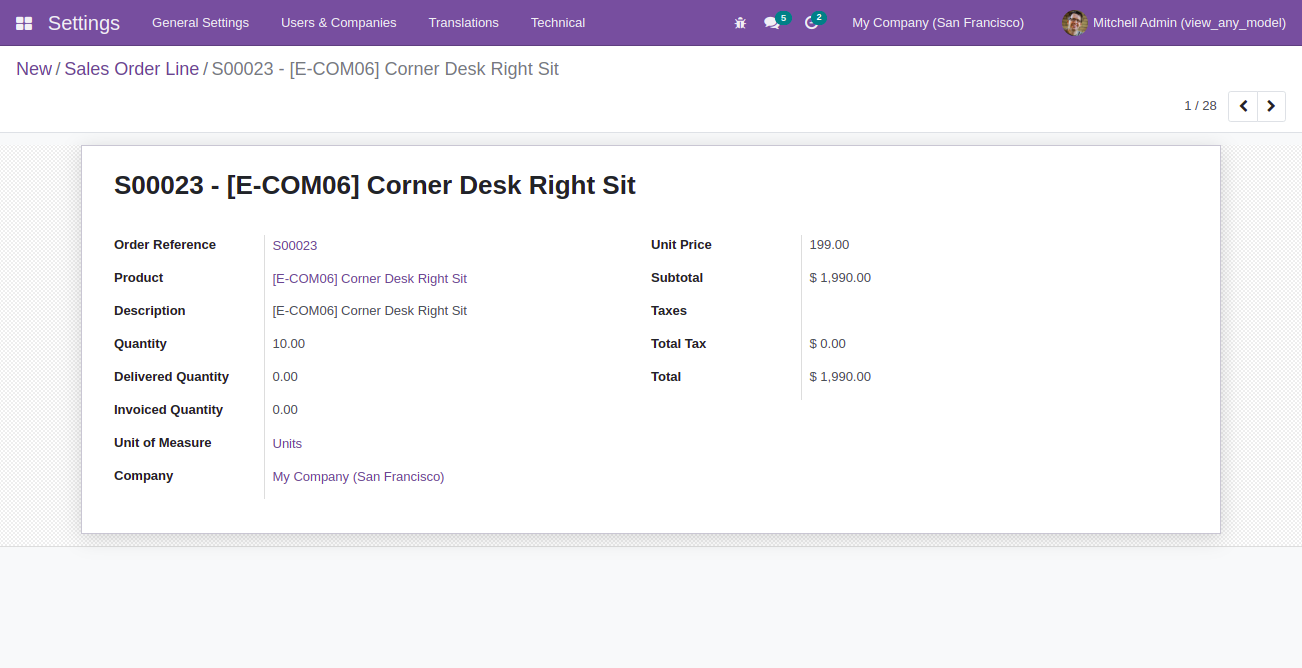 Settings General Settings Users & Companies Translations Technical 5 2 My Company (San Francisco) Mitchell Admin (view_any_model)
New / Sales Order Line / S00023 - [E-COM06] Corner Desk Right Sit
1 / 28
S00023 - [E-COM06] Corner Desk Right Sit
Order Reference S00023
Product [E-COM06] Corner Desk Right Sit
Description [E-COM06] Corner Desk Right Sit
Quantity 10.00
Delivered Quantity 0.00
Invoiced Quantity 0.00
Unit of Measure Units
Company My Company (San Francisco)
Unit Price 199.00
Subtotal $ 1,990.00
Taxes
Total Tax $ 0.00
Total $ 1,990.00